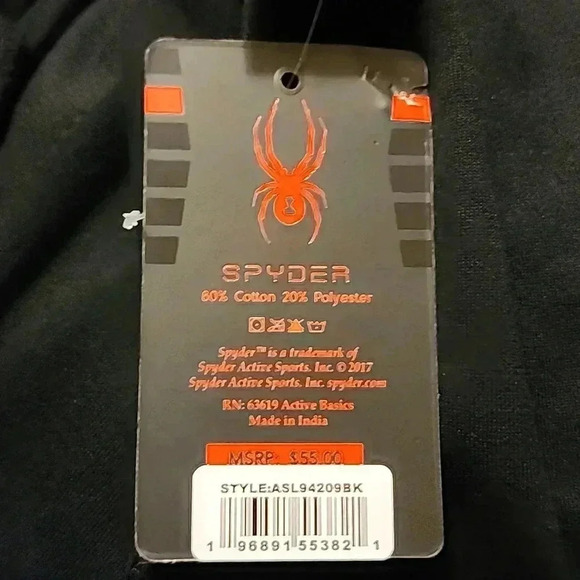 SPYDER
80% Cotton 20% Polyester
Spyder™ is a trademark of
Spyder Active Sports. Inc. © 2017
Spyder Active Sports. Inc. spyder.com
RN: 63619 Active Basics
Made in India
MSRP: $55.00
STYLE:ASL94209BK
1 96891 55382 1